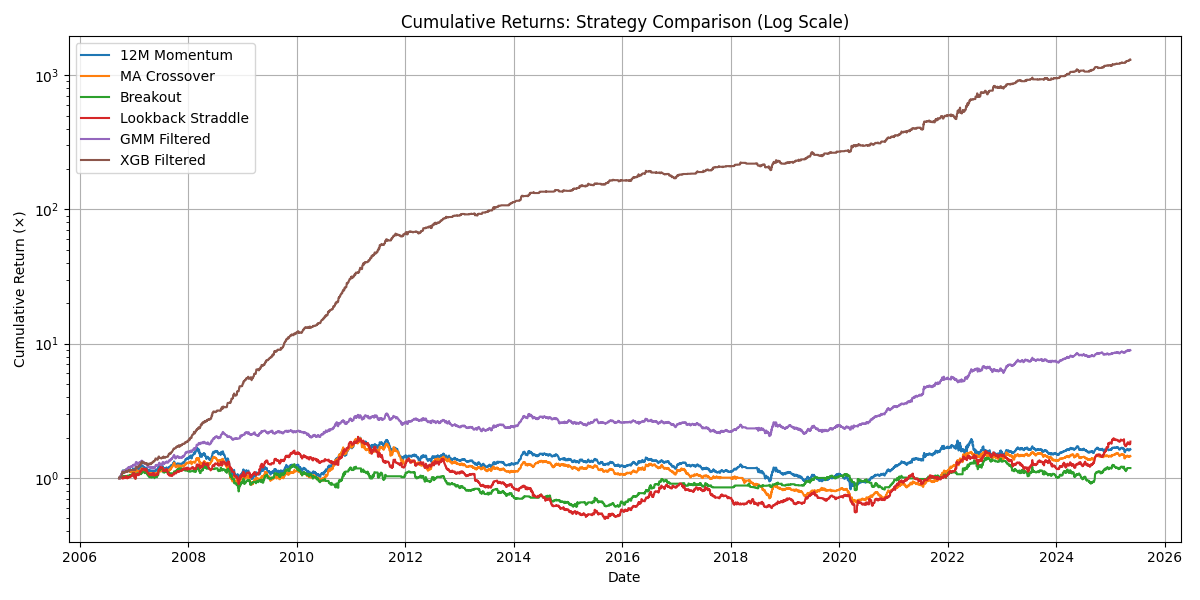 Cumulative Returns: Strategy Comparison (Log Scale)
12M Momentum
MA Crossover
Breakout
Lookback Straddle
GMM Filtered
XGB Filtered
Cumulative Return (×)
10³
10²
10¹
10⁰
2006 2008 2010 2012 2014 2016 2018 2020 2022 2024 2026
Date